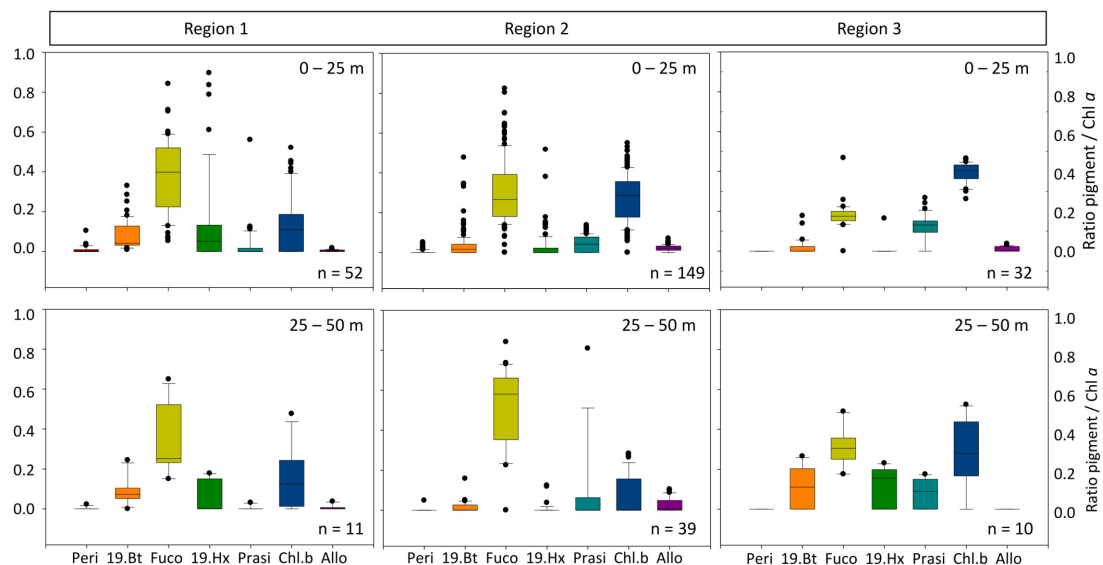 Region 1 Region 2 Region 3
1.0 0 – 25 m 0 – 25 m 0 – 25 m 1.0
0.8 0.8
0.6 0.6
0.4 0.4
0.2 0.2
0.0 0.0
n = 52 n = 149 n = 32
Ratio pigment / Chl a
1.0 25 – 50 m 25 – 50 m 25 – 50 m 1.0
0.8 0.8
0.6 0.6
0.4 0.4
0.2 0.2
0.0 0.0
n = 11 n = 39 n = 10
Ratio pigment / Chl a
Peri 19.Bt Fuco 19.Hx Prasi Chl.b Allo Peri 19.Bt Fuco 19.Hx Prasi Chl.b Allo Peri 19.Bt Fuco 19.Hx Prasi Chl.b Allo